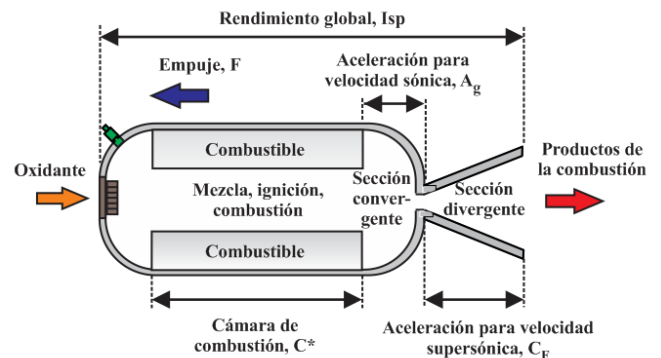 Rendimiento global, Isp
Empuje, F
Aceleración para
velocidad sónica, Ag
Oxidante
Combustible
Mezcla, ignición,
combustión
Combustible
Sección
conver-
gente
Sección
divergente
Productos de
la combustión
Cámara de
combustión, C*
Aceleración para velocidad
supersónica, CF